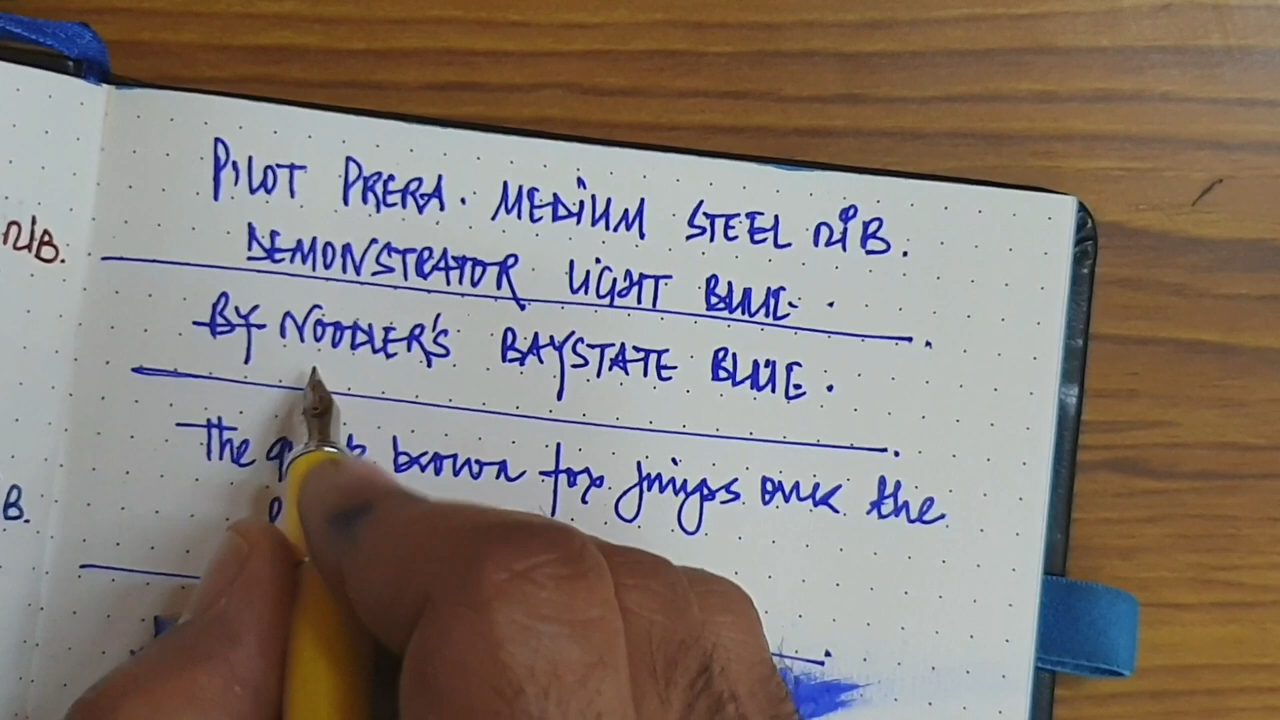 PILOT PRERA. MEDIUM STEEL NIB.
DEMONSTRATOR LIGHT BLUE.
By NOODLER'S BAYSTATE BLUE.
The brown fox jumps over the
NIB.
B.